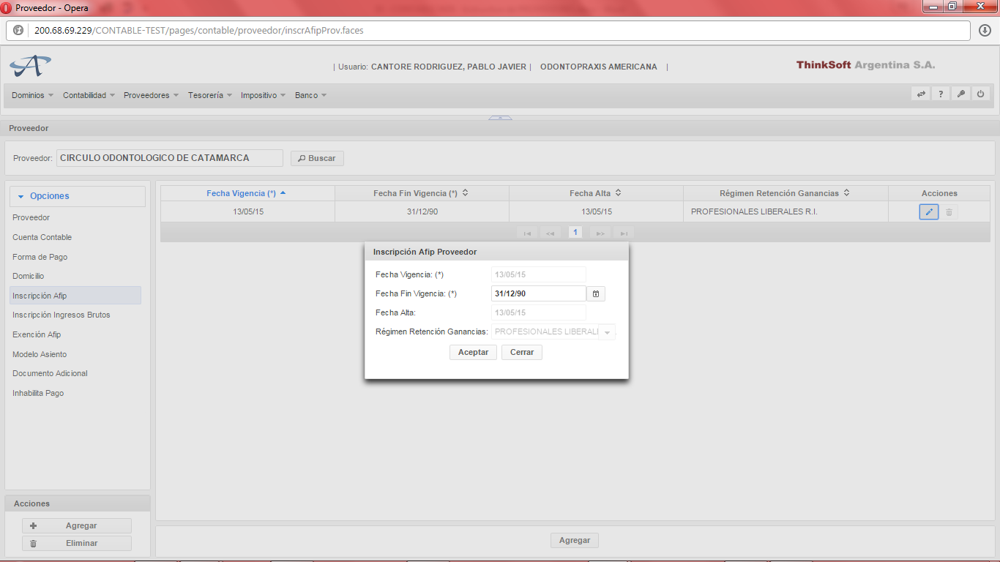 Proveedor - Opera
200.68.69.229/CONTABLE-TEST/pages/contable/proveedor/inscrAfipProv.faces
| Usuario: CANTORE RODRIGUEZ, PABLO JAVIER | ODONTOPRAXIS AMERICANA |
ThinkSoft Argentina S.A.
Dominios Contabilidad Proveedores Tesorería Impositivo Banco
?
Proveedor
Proveedor: CIRCULO ODONTOLOGICO DE CATAMARCA Buscar
Opciones
Proveedor
Cuenta Contable
Forma de Pago
Domicilio
Inscripción Afip
Inscripción Ingresos Brutos
Exención Afip
Modelo Asiento
Documento Adicional
Inhabilita Pago
Acciones
Agregar
Eliminar
Fecha Vigencia (*) Fecha Fin Vigencia (*) Fecha Alta Régimen Retención Ganancias Acciones
13/05/15 31/12/90 13/05/15 PROFESIONALES LIBERALES R.I.
1
Inscripción Afip Proveedor
Fecha Vigencia: (*) 13/05/15
Fecha Fin Vigencia: (*) 31/12/90
Fecha Alta: 13/05/15
Régimen Retención Ganancias: PROFESIONALES LIBERAL
Aceptar Cerrar
Agregar